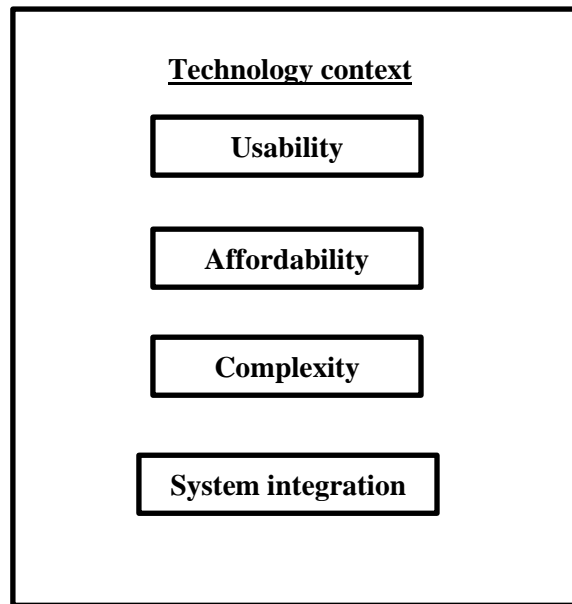 Technology context
Usability
Affordability
Complexity
System integration